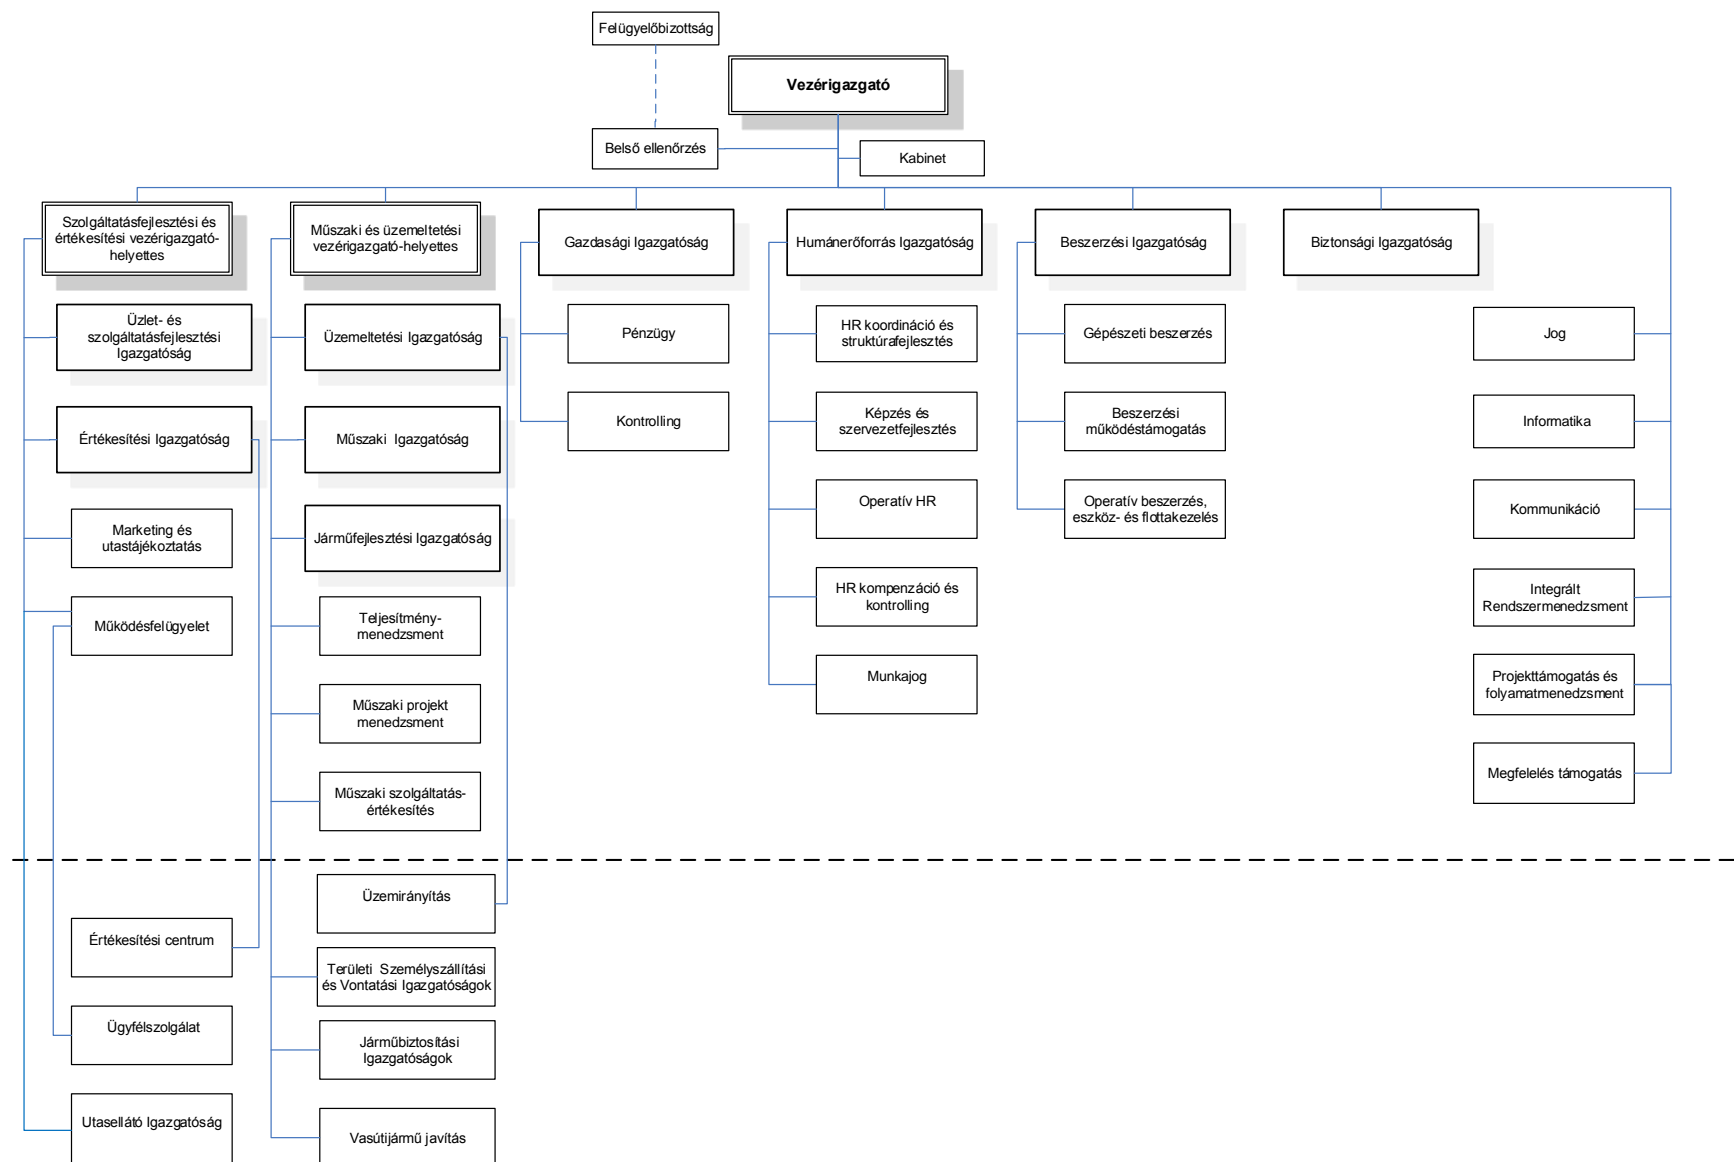 Felügyelőbizottság
Vezérigazgató
Belső ellenőrzés
Kabinet
Szolgáltatásfejlesztési és
értékesítési vezérigazgató-
helyettes
Műszaki és üzemeltetési
vezérigazgató-helyettes
Gazdasági Igazgatóság
Humánerőforrás Igazgatóság
Beszerzési Igazgatóság
Biztonsági Igazgatóság
Üzlet- és
szolgáltatásfejlesztési
Igazgatóság
Üzemeltetési Igazgatóság
Pénzügy
HR koordináció és
struktúrafejlesztés
Gépészeti beszerzés
Jog
Értékesítési Igazgatóság
Műszaki Igazgatóság
Kontrolling
Képzés és
szervezetfejlesztés
Beszerzési
működéstámogatás
Informatika
Marketing és
utastájékoztatás
Járműfejlesztési Igazgatóság
Operatív HR
Operatív beszerzés,
eszköz- és flottakezelés
Kommunikáció
Működésfelügyelet
Teljesítmény-
menedzsment
HR kompenzáció és
kontrolling
Integrált
Rendszermenedzsment
Műszaki projekt
menedzsment
Munkajog
Projekttámogatás és
folyamatmenedzsment
Műszaki szolgáltatás-
értékesítés
Megfelelés támogatás
Üzemirányítás
Értékesítési centrum
Területi Személyszállítási
és Vontatási Igazgatóságok
Ügyfélszolgálat
Járműbiztosítási
Igazgatóságok
Utasellátó Igazgatóság
Vasútijármű javítás